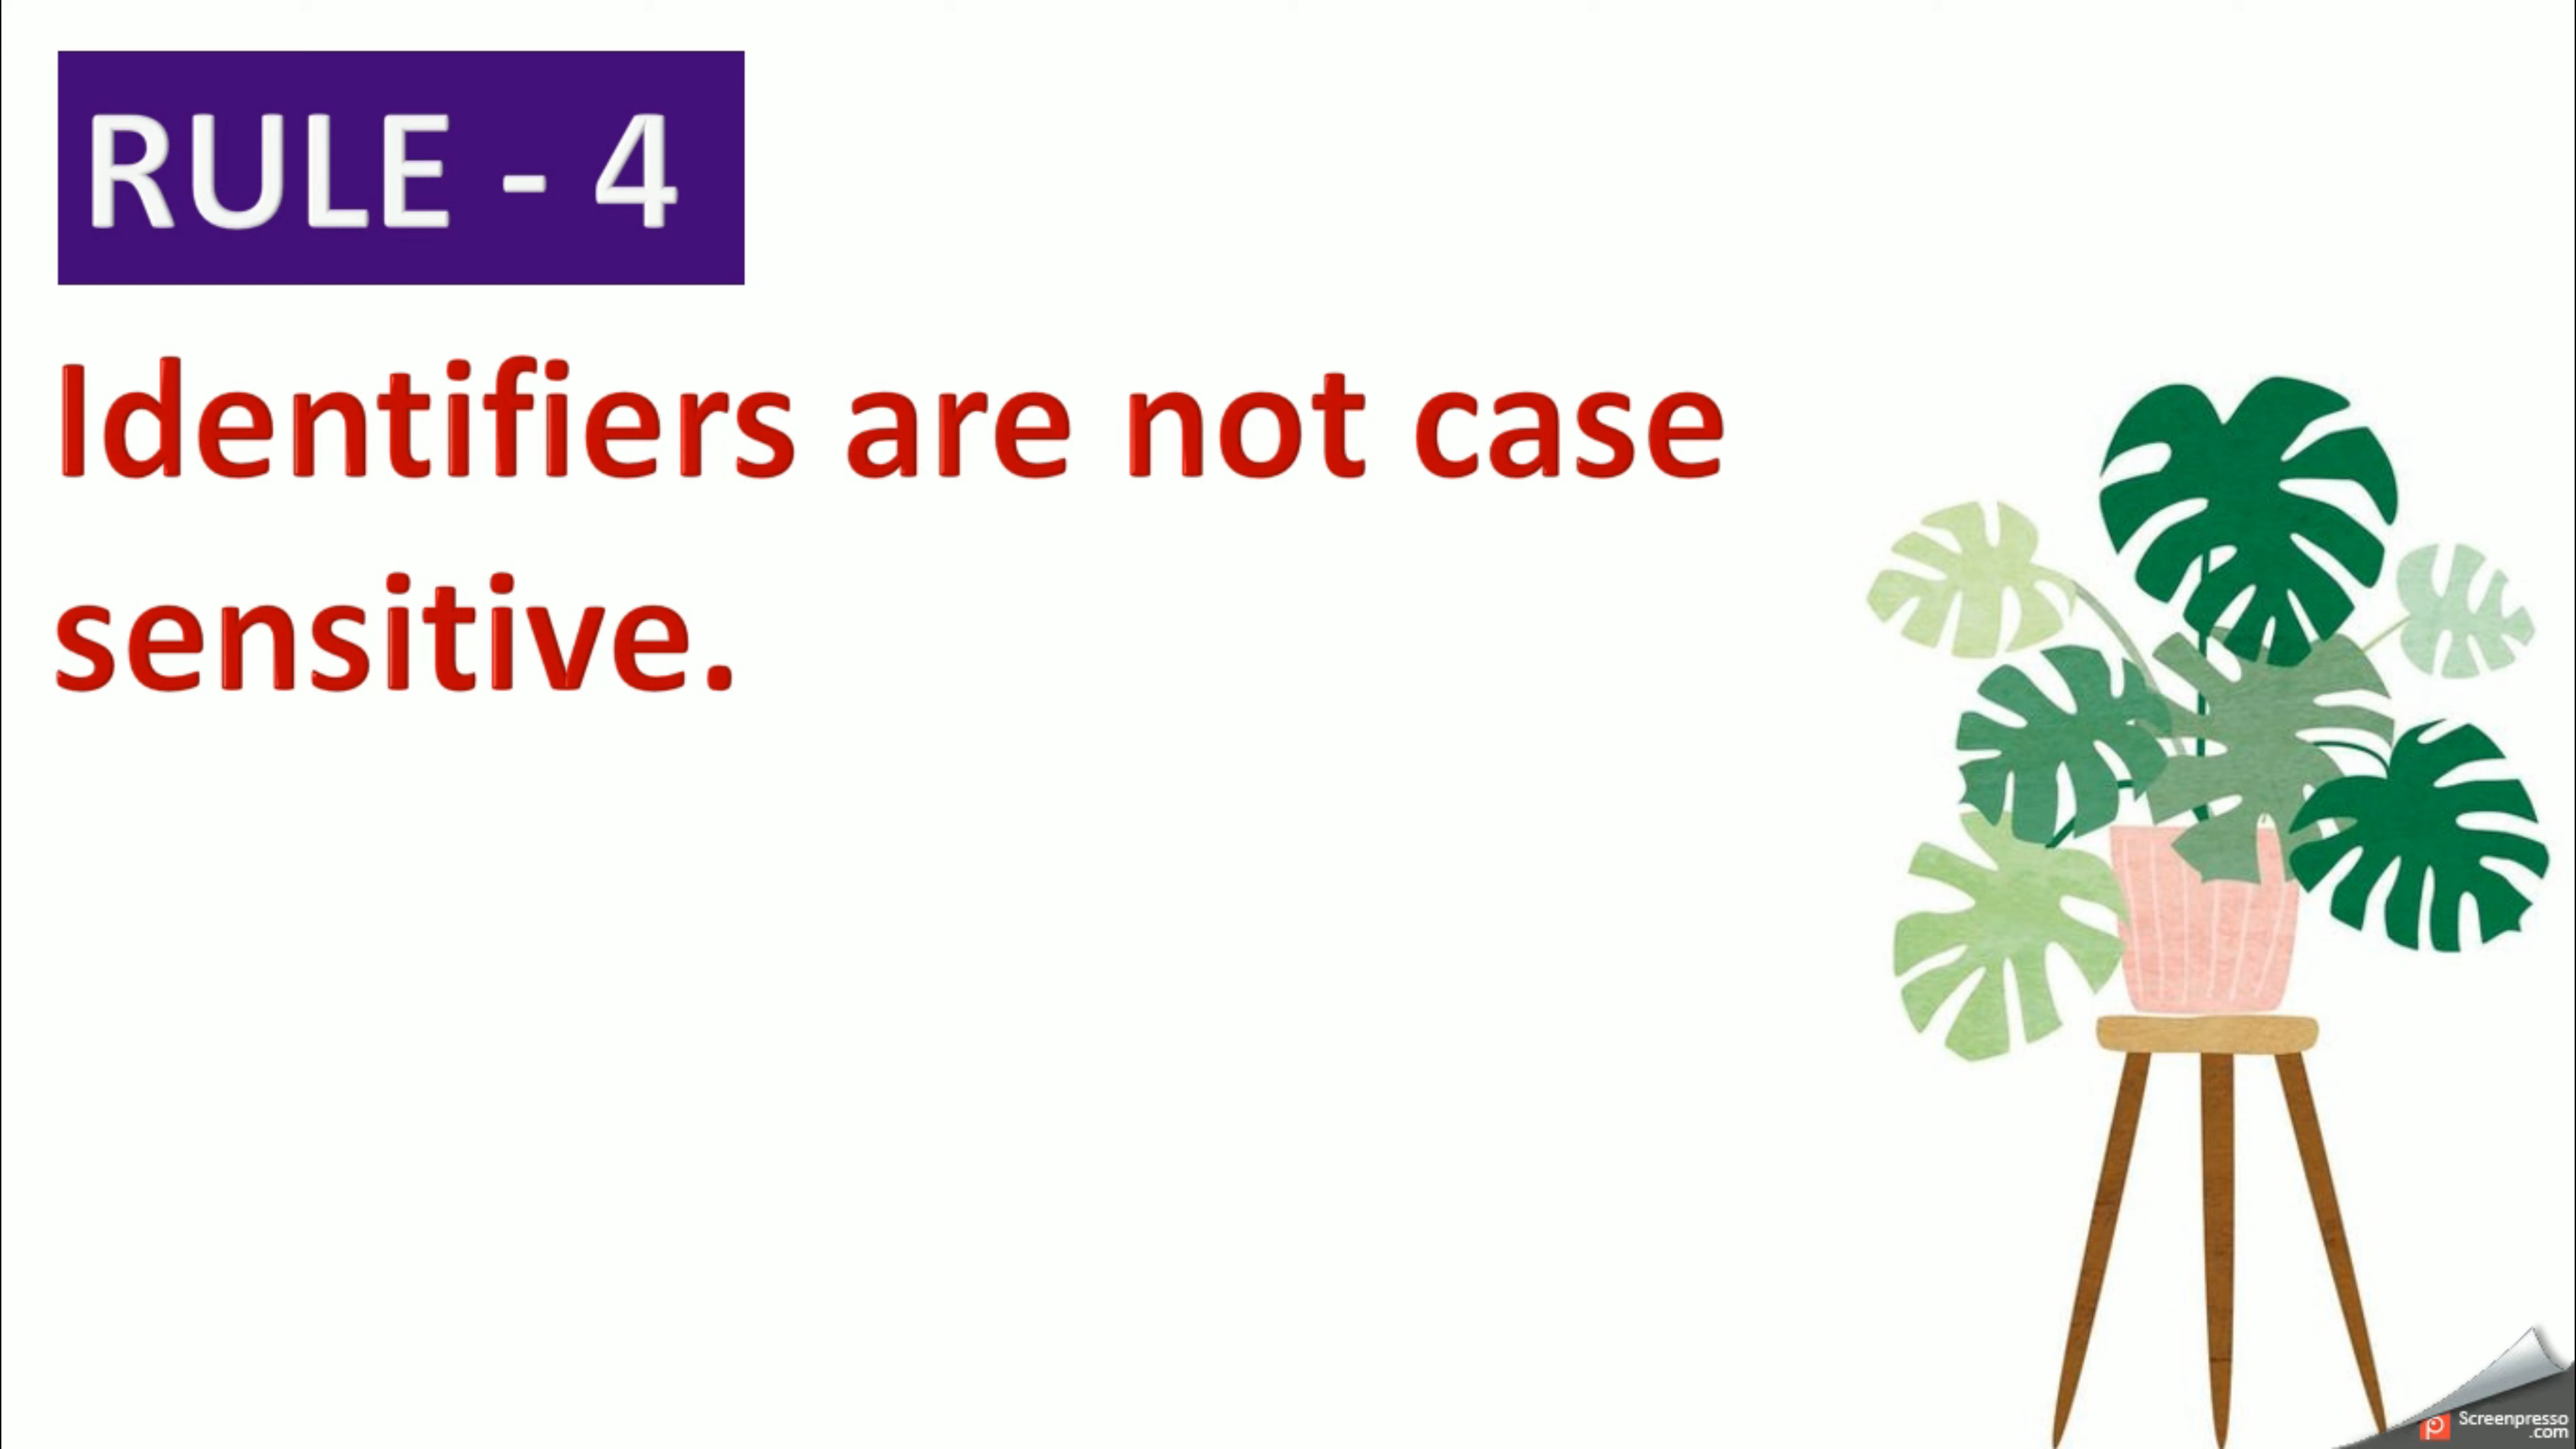 RULE - 4
Identifiers are not case
sensitive.
Screenpresso
.com